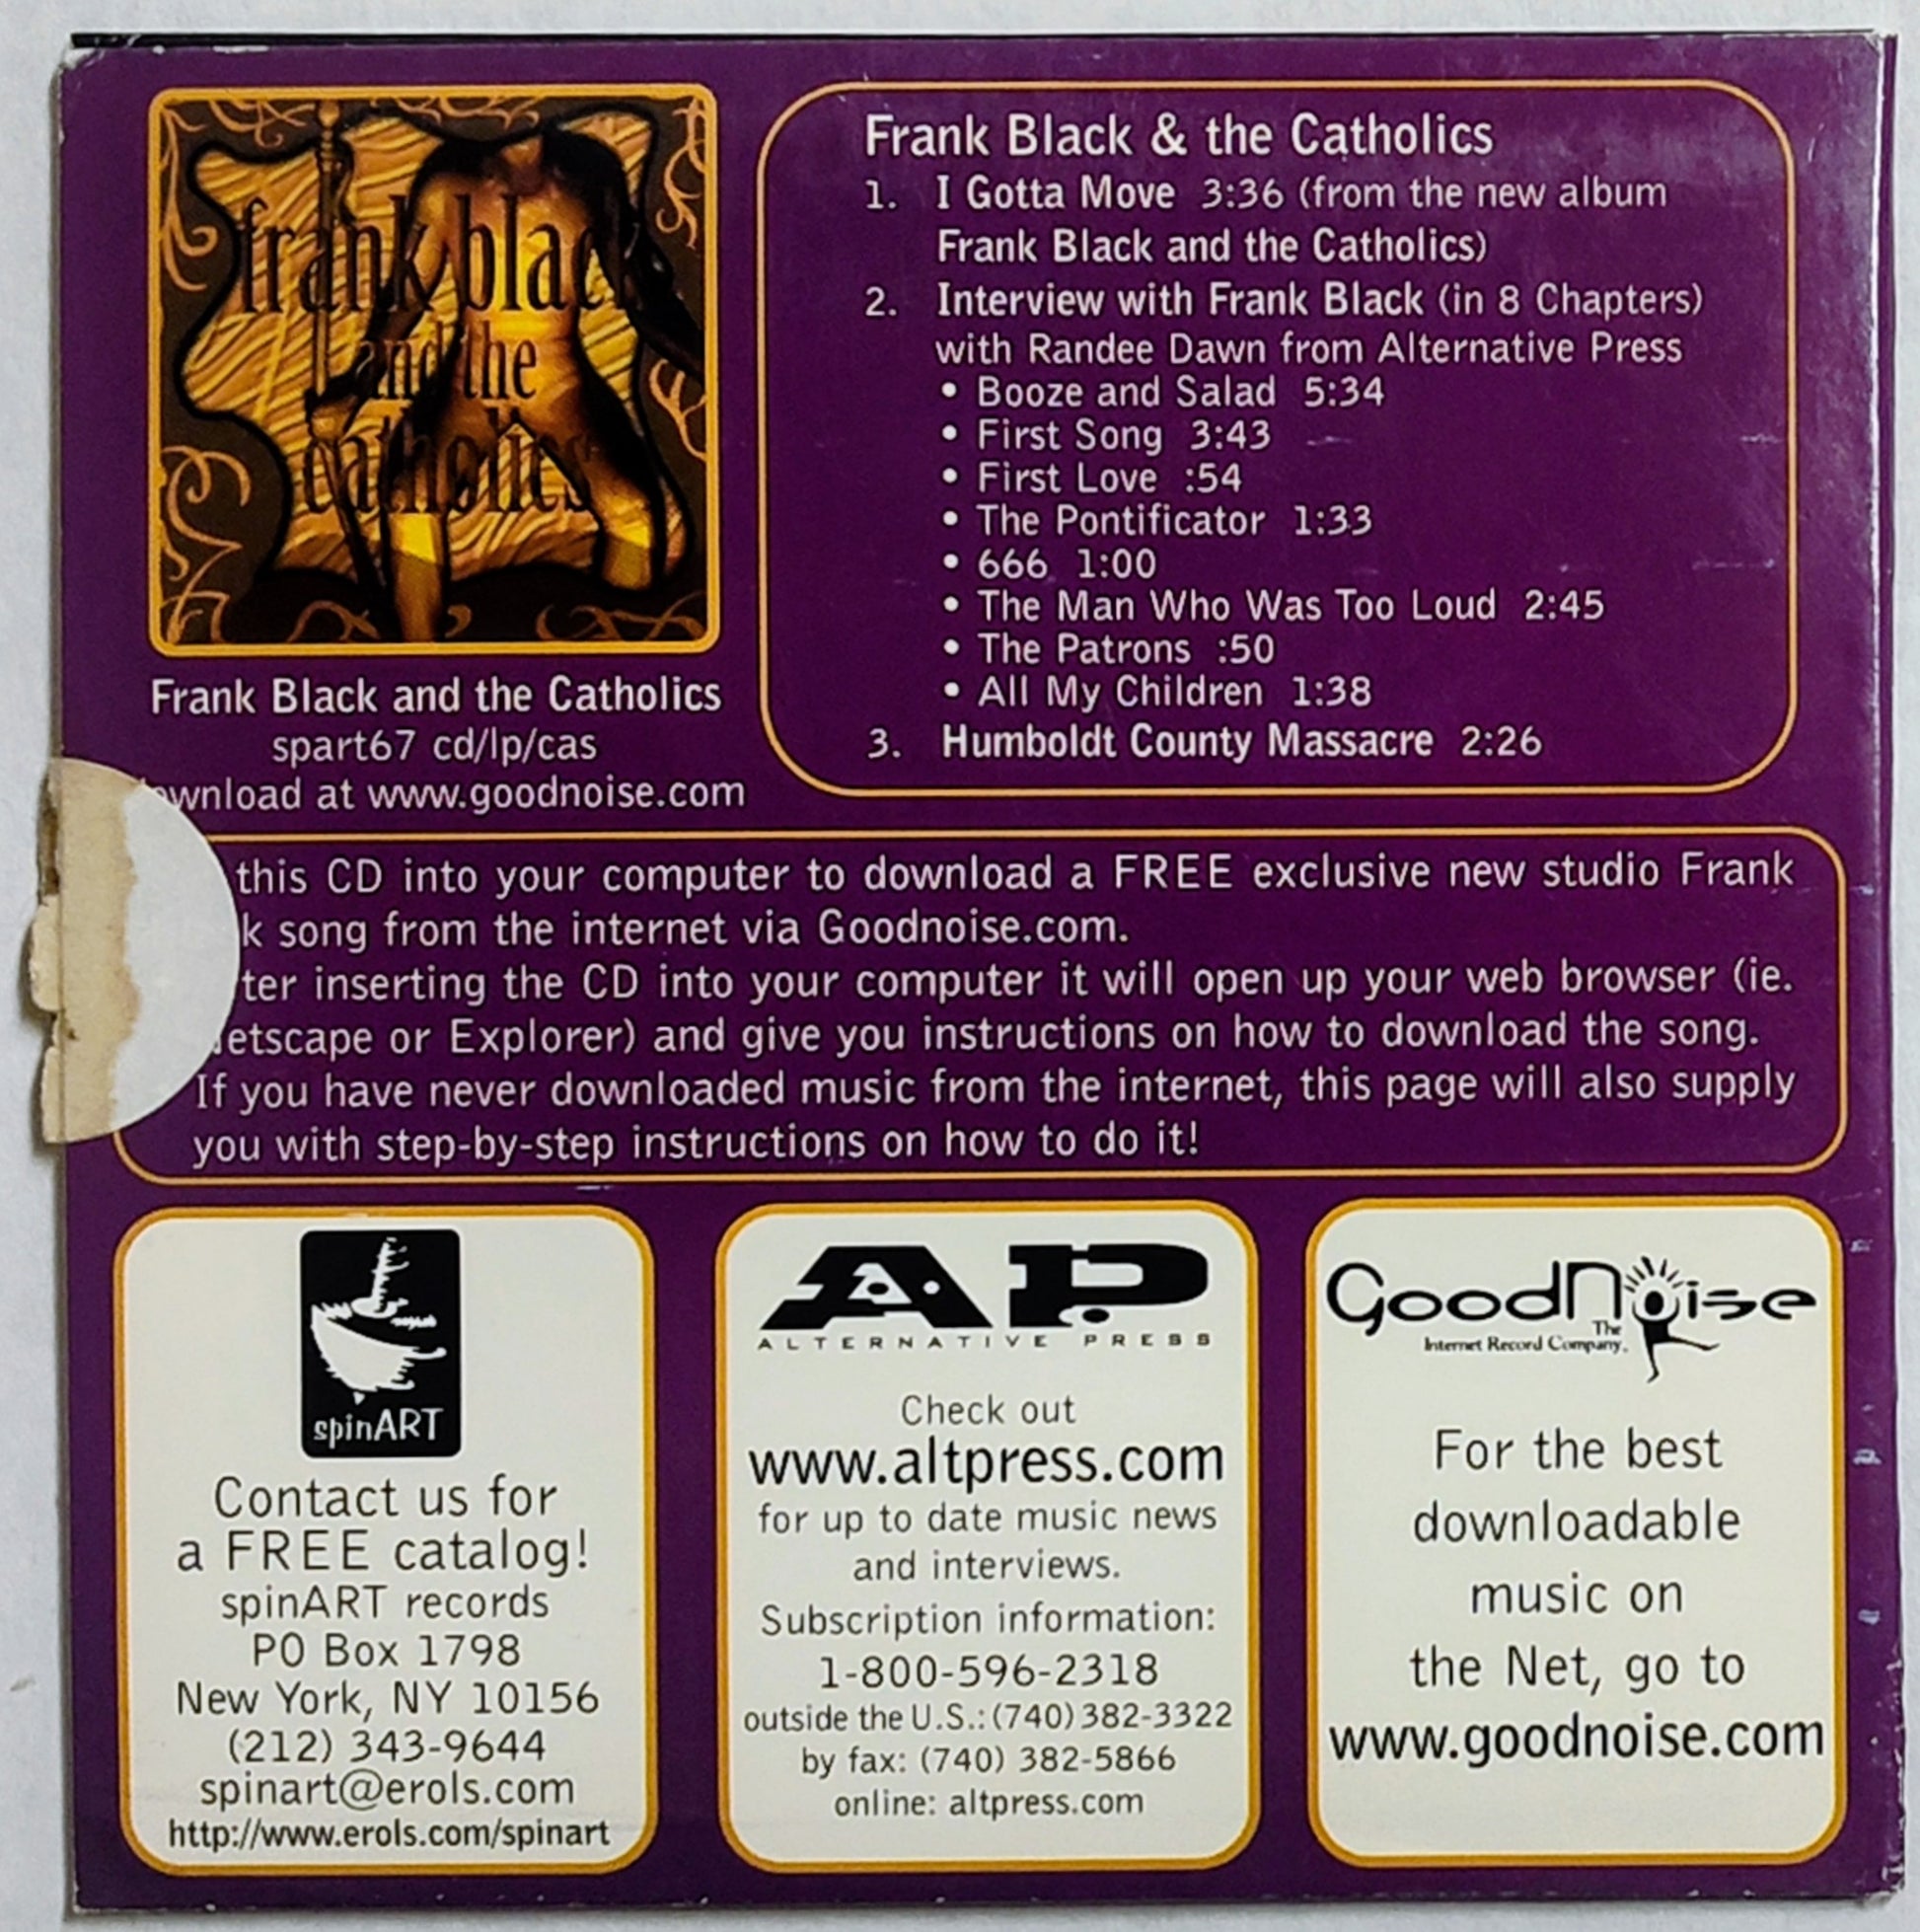 frank black
and the
catholics
Frank Black and the Catholics
spart67 cd/lp/cas
ownload at www.goodnoise.com
Frank Black & the Catholics
1. I Gotta Move 3:36 (from the new album
Frank Black and the Catholics)
2. Interview with Frank Black (in 8 Chapters)
with Randee Dawn from Alternative Press
• Booze and Salad 5:34
• First Song 3:43
• First Love :54
• The Pontificator 1:33
• 666 1:00
• The Man Who Was Too Loud 2:45
• The Patrons :50
• All My Children 1:38
3. Humboldt County Massacre 2:26
this CD into your computer to download a FREE exclusive new studio Frank
k song from the internet via Goodnoise.com.
ter inserting the CD into your computer it will open up your web browser (ie.
etscape or Explorer) and give you instructions on how to download the song.
If you have never downloaded music from the internet, this page will also supply
you with step-by-step instructions on how to do it!
spinART
Contact us for
a FREE catalog!
spinART records
PO Box 1798
New York, NY 10156
(212) 343-9644
spinart@erols.com
http://www.erols.com/spinart
AP
ALTERNATIVE PRESS
Check out
www.altpress.com
for up to date music news
and interviews.
Subscription information:
1-800-596-2318
outside the U.S.: (740) 382-3322
by fax: (740) 382-5866
online: altpress.com
GoodNoise
The
Internet Record Company.
For the best
downloadable
music on
the Net, go to
www.goodnoise.com